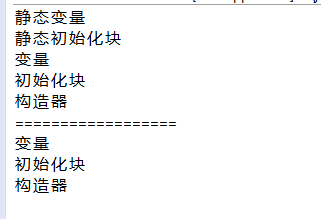 静态变量
静态初始化块
变量
初始化块
构造器
==================
变量
初始化块
构造器